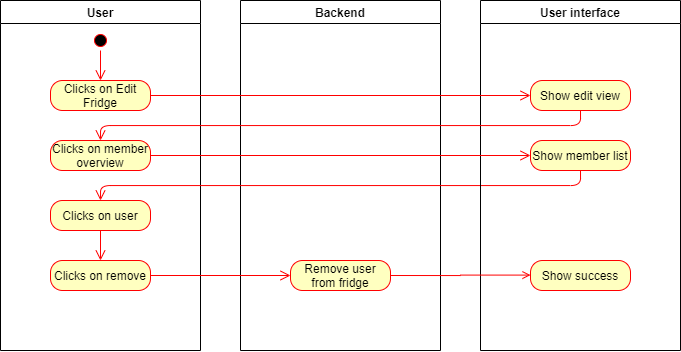 User
Backend
User interface
Clicks on Edit
Fridge
Show edit view
Clicks on member
overview
Show member list
Clicks on user
Clicks on remove
Remove user
from fridge
Show success